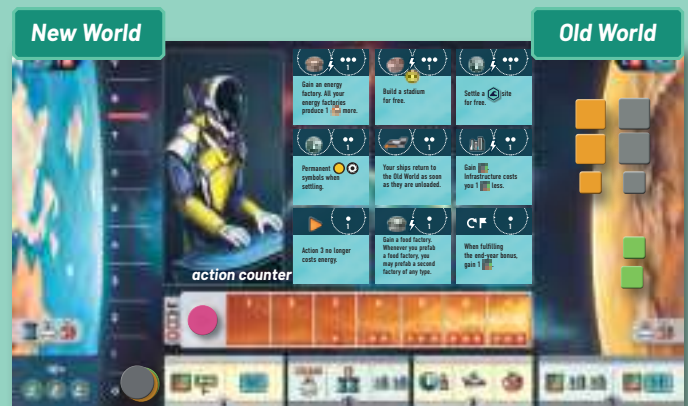 New World
Old World
Gain an energy
factory. All your
energy factories
produce 1 more.
Build a stadium
for free.
Settle a site
for free.
Permanent
symbols when
settling.
Your ships return to
the Old World as soon
as they are unloaded.
Gain
Infrastructure costs
you 1 less.
Action 3 no longer
costs energy.
Gain a food factory.
Whenever you prefab
a food factory, you
may prefab a second
factory of any type.
When fulfilling
the end-year bonus,
gain 1
action counter